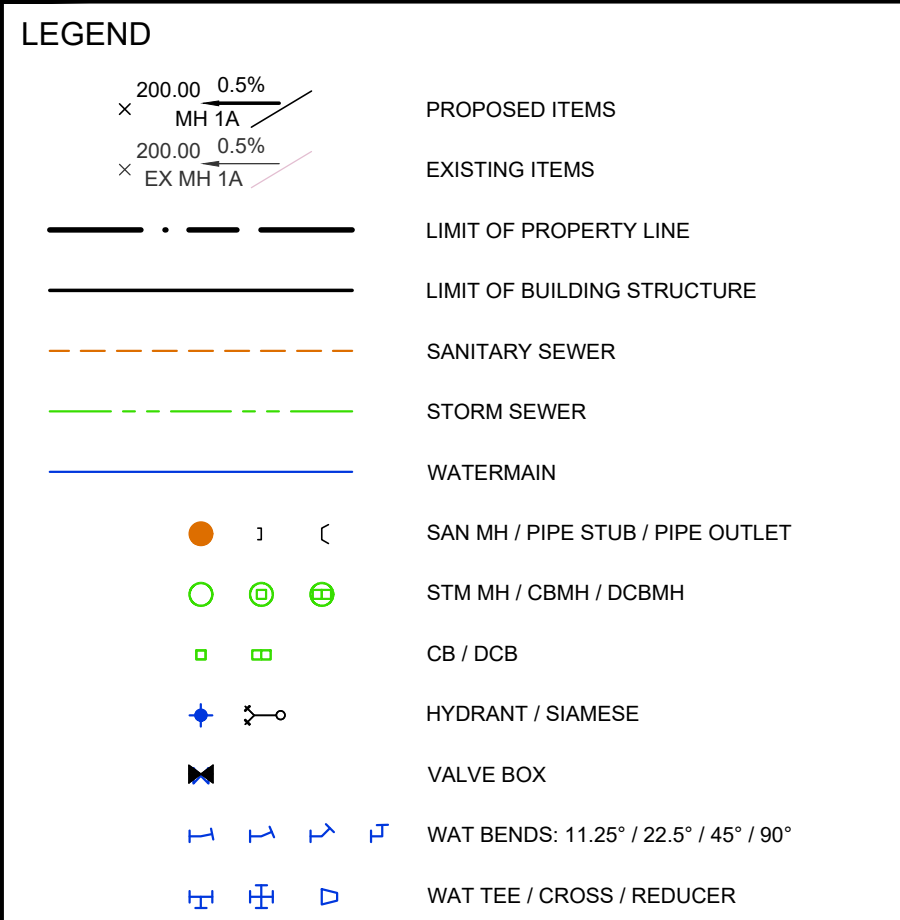 LEGEND
200.00 0.5%
MH 1A
PROPOSED ITEMS
200.00 0.5%
EX MH 1A
EXISTING ITEMS
LIMIT OF PROPERTY LINE
LIMIT OF BUILDING STRUCTURE
SANITARY SEWER
STORM SEWER
WATERMAIN
SAN MH / PIPE STUB / PIPE OUTLET
STM MH / CBMH / DCBMH
CB / DCB
HYDRANT / SIAMESE
VALVE BOX
WAT BENDS: 11.25° / 22.5° / 45° / 90°
WAT TEE / CROSS / REDUCER